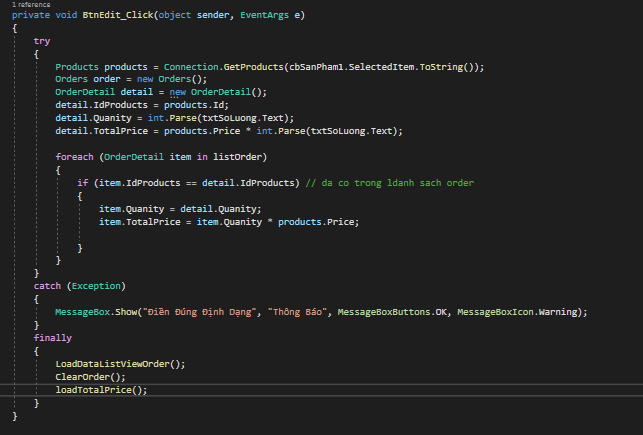 1 reference
private void BtnEdit_Click(object sender, EventArgs e)
{
try
{
Products products = Connection.GetProducts(cbSanPham1.SelectedItem.ToString());
Orders order = new Orders();
OrderDetail detail = new OrderDetail();
detail.IdProducts = products.Id;
detail.Quanity = int.Parse(txtSoLuong.Text);
detail.TotalPrice = products.Price * int.Parse(txtSoLuong.Text);
foreach (OrderDetail item in listOrder)
{
if (item.IdProducts == detail.IdProducts) // da co trong ldanh sach order
{
item.Quanity = detail.Quanity;
item.TotalPrice = item.Quanity * products.Price;
}
}
}
catch (Exception)
{
MessageBox.Show("Điền Đúng Định Dạng", "Thông Báo", MessageBoxButtons.OK, MessageBoxIcon.Warning);
}
finally
{
LoadDataListViewOrder();
ClearOrder();
loadTotalPrice();
}
}